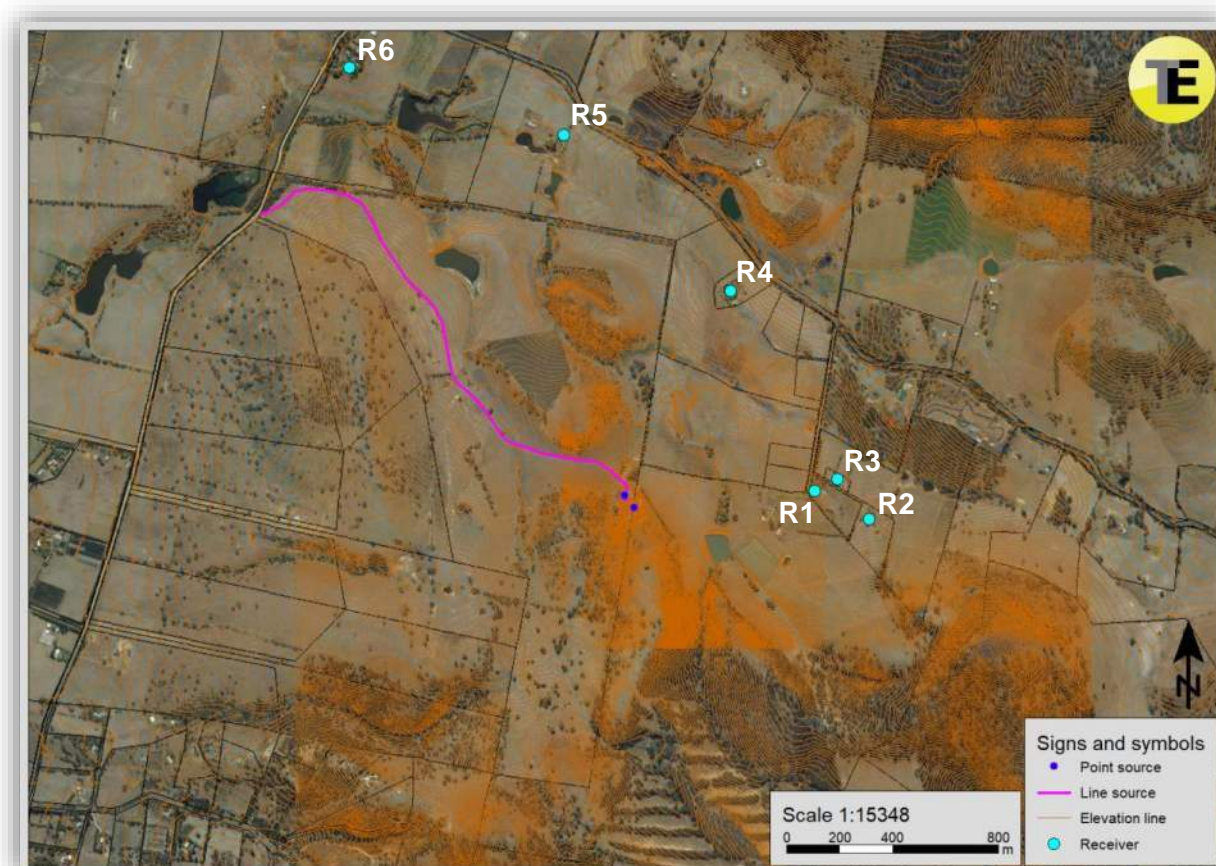 R6
R5
TE
R4
R3
R1
R2
N
Signs and symbols
Point source
Line source
Elevation line
Receiver
Scale 1:15348
0 200 400 800
m